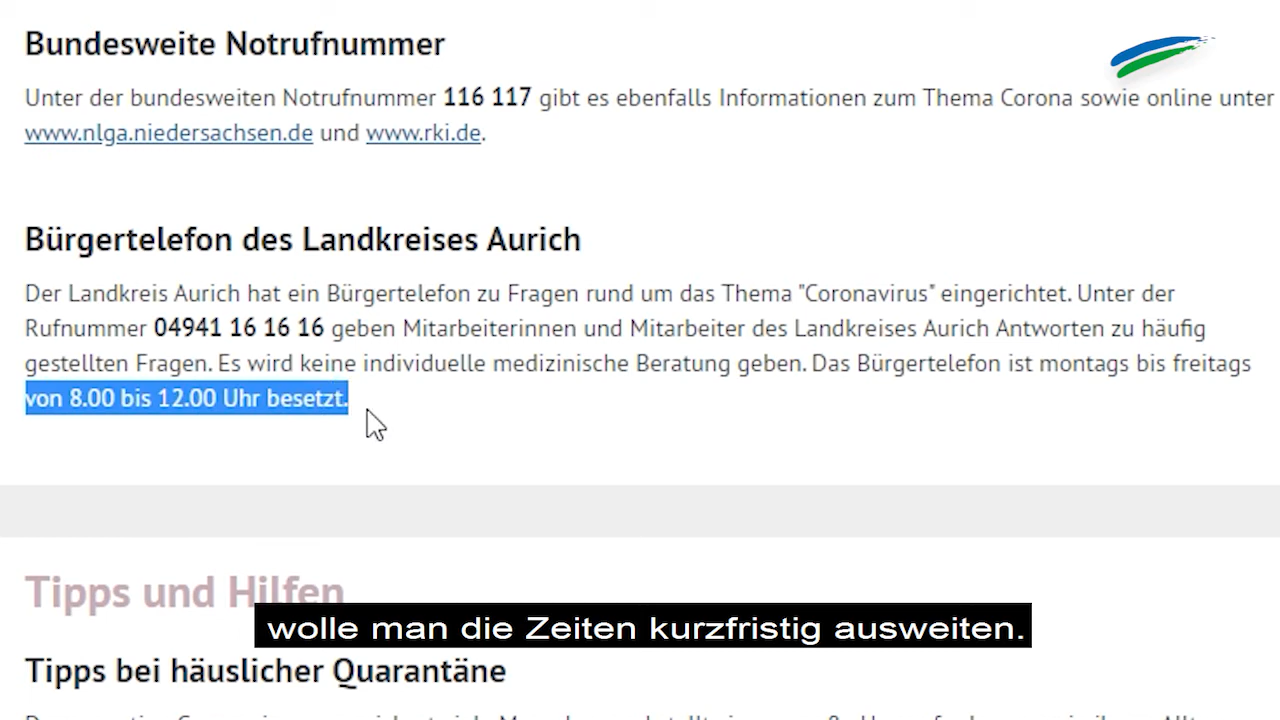 Bundesweite Notrufnummer
Unter der bundesweiten Notrufnummer 116 117 gibt es ebenfalls Informationen zum Thema Corona sowie online unter
www.nlga.niedersachsen.de und www.rki.de.
Bürgertelefon des Landkreises Aurich
Der Landkreis Aurich hat ein Bürgertelefon zu Fragen rund um das Thema "Coronavirus" eingerichtet. Unter der
Rufnummer 04941 16 16 16 geben Mitarbeiterinnen und Mitarbeiter des Landkreises Aurich Antworten zu häufig
gestellten Fragen. Es wird keine individuelle medizinische Beratung geben. Das Bürgertelefon ist montags bis freitags
von 8.00 bis 12.00 Uhr besetzt.
Tipps und Hilfen
wolle man die Zeiten kurzfristig ausweiten.
Tipps bei häuslicher Quarantäne